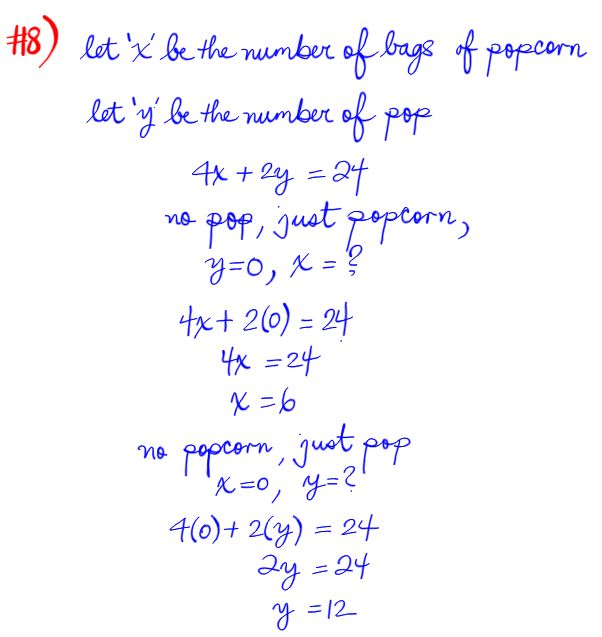 #8) let 'x' be the number of bags of popcorn
let 'y' be the number of pop
4x + 2y = 24
no pop, just popcorn,
y=0, x = ?
4x + 2(0) = 24
4x = 24
x = 6
no popcorn, just pop
x=0, y=?
4(0) + 2(y) = 24
2y = 24
y = 12